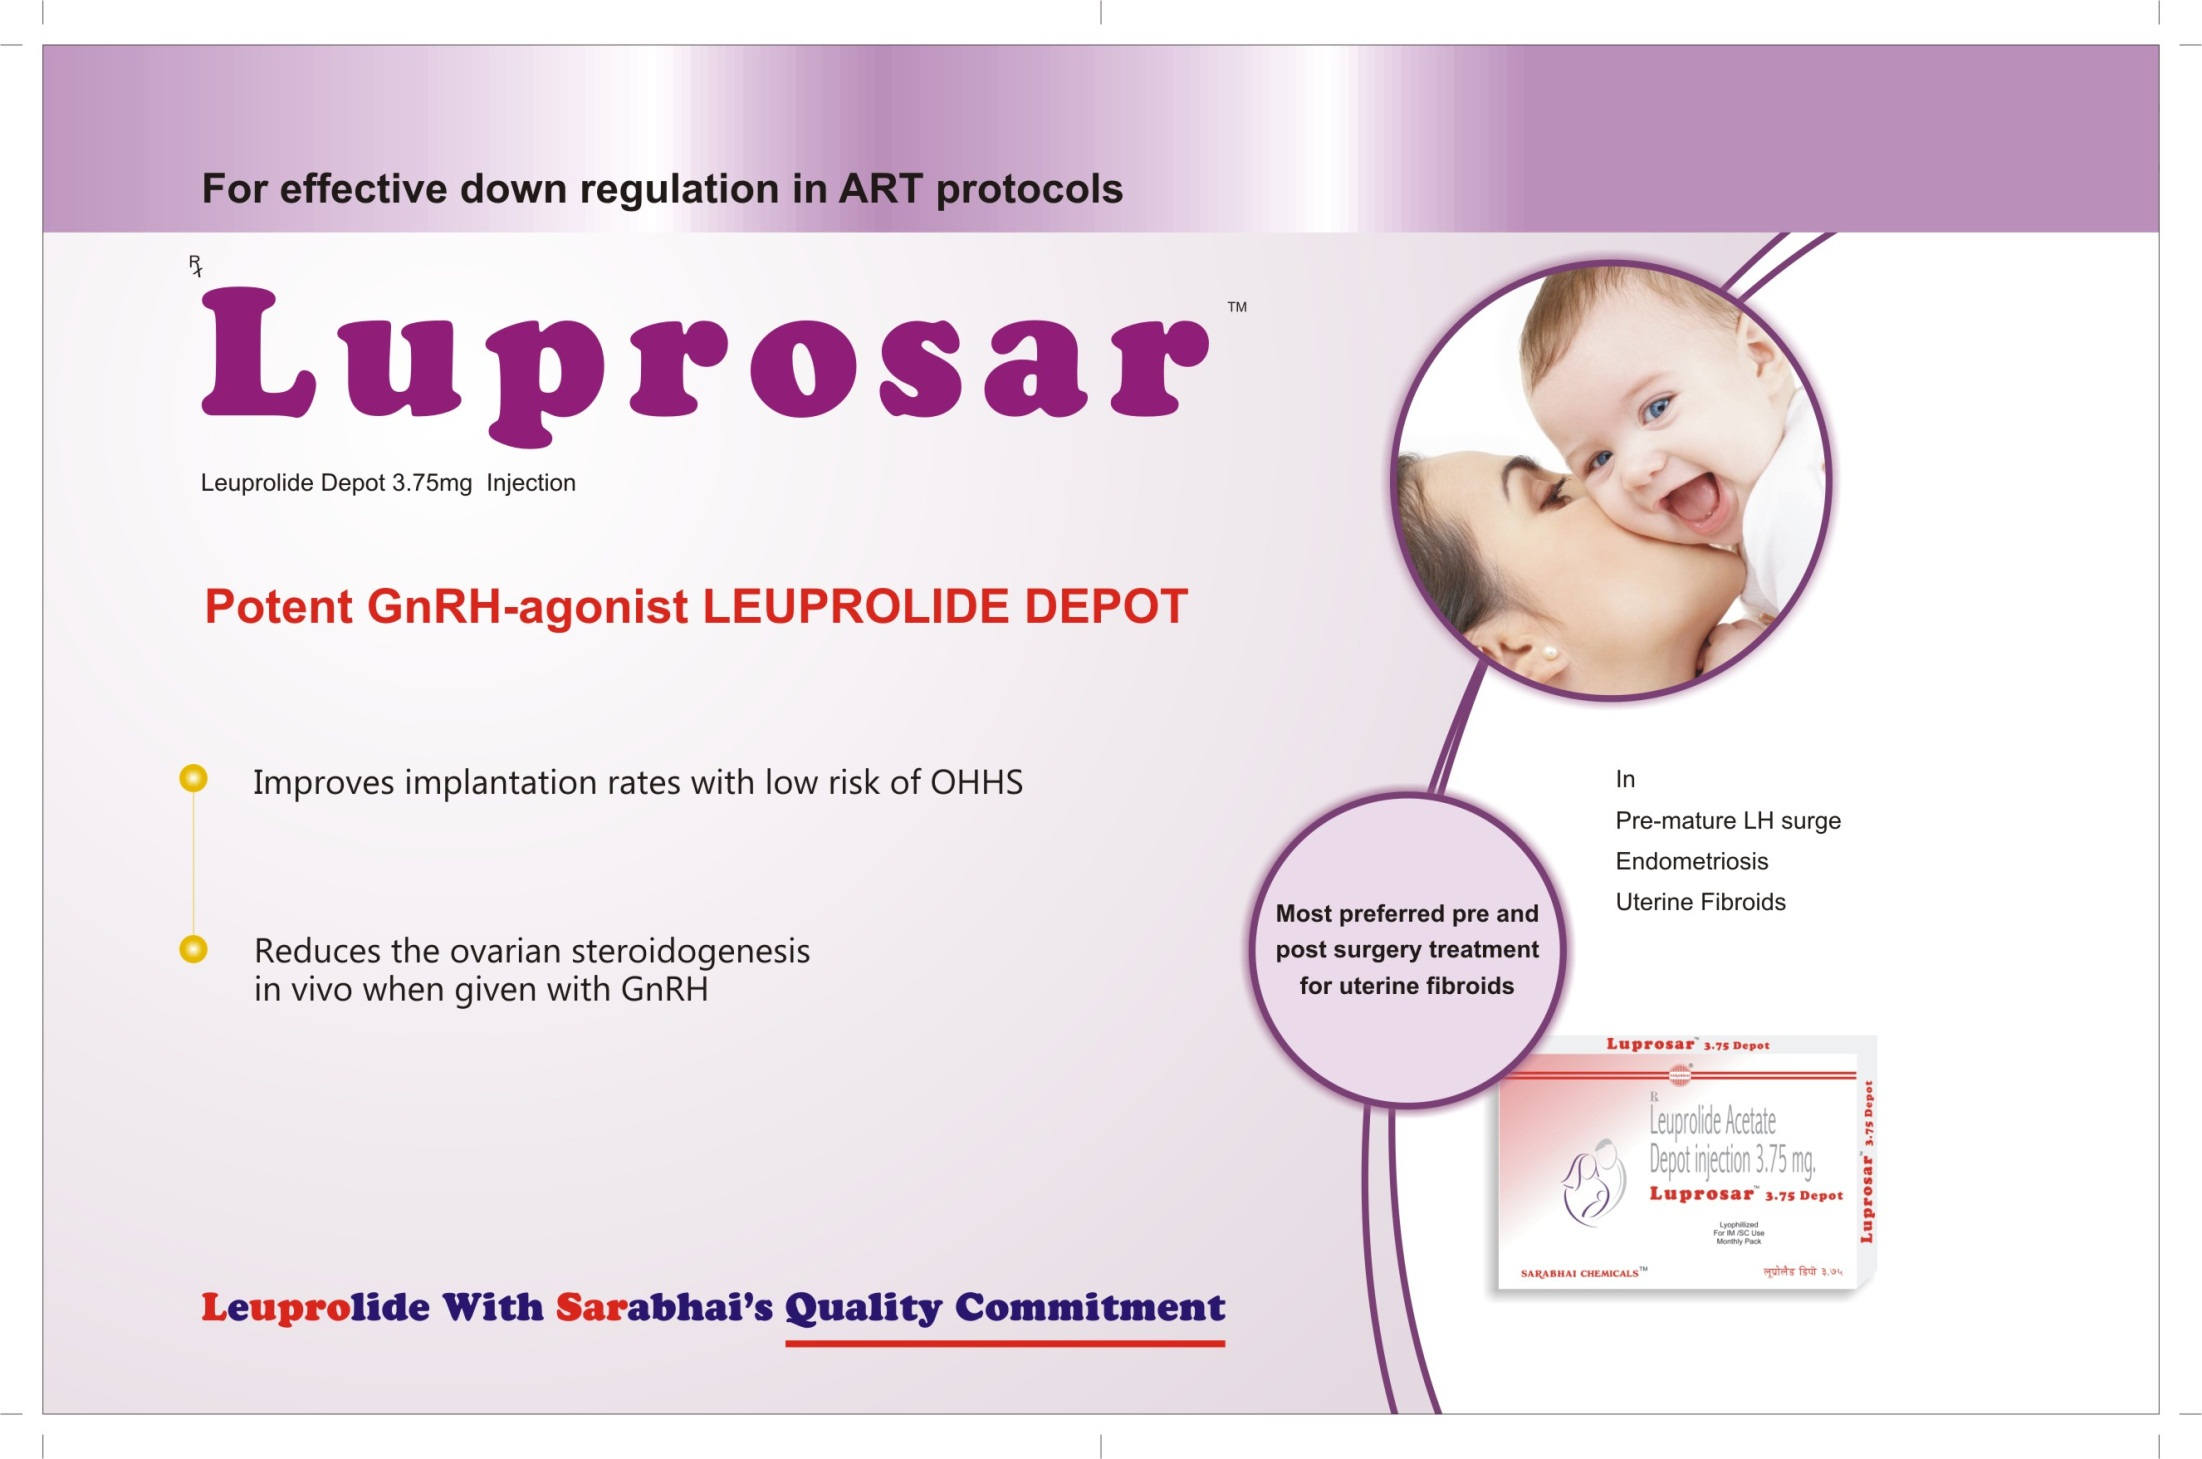 For effective down regulation in ART protocols
℞
Luprosar™
Leuprolide Depot 3.75mg Injection
Potent GnRH-agonist LEUPROLIDE DEPOT
Improves implantation rates with low risk of OHHS
Reduces the ovarian steroidogenesis
in vivo when given with GnRH
Leuprolide With Sarabhai's Quality Commitment
In
Pre-mature LH surge
Endometriosis
Uterine Fibroids
Most preferred pre and
post surgery treatment
for uterine fibroids
Luprosar™ 3.75 Depot
℞
Leuprolide Acetate
Depot injection 3.75 mg.
Luprosar™ 3.75 Depot
Lyophilized
For IM /SC Use
Monthly Pack
SARABHAI CHEMICALS™
लूप्रोलैड डिपो ३.७५
Luprosar™ 3.75 Depot